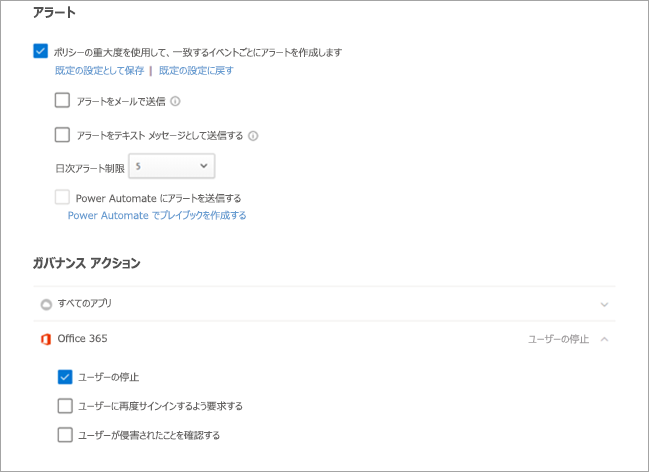 アラート
ポリシーの重大度を使用して、一致するイベントごとにアラートを作成します
既定の設定として保存 | 既定の設定に戻す
アラートをメールで送信
アラートをテキスト メッセージとして送信する
日次アラート制限 5
Power Automate にアラートを送信する
Power Automate でプレイブックを作成する
ガバナンス アクション
すべてのアプリ
Office 365 ユーザーの停止
ユーザーの停止
ユーザーに再度サインインするよう要求する
ユーザーが侵害されたことを確認する